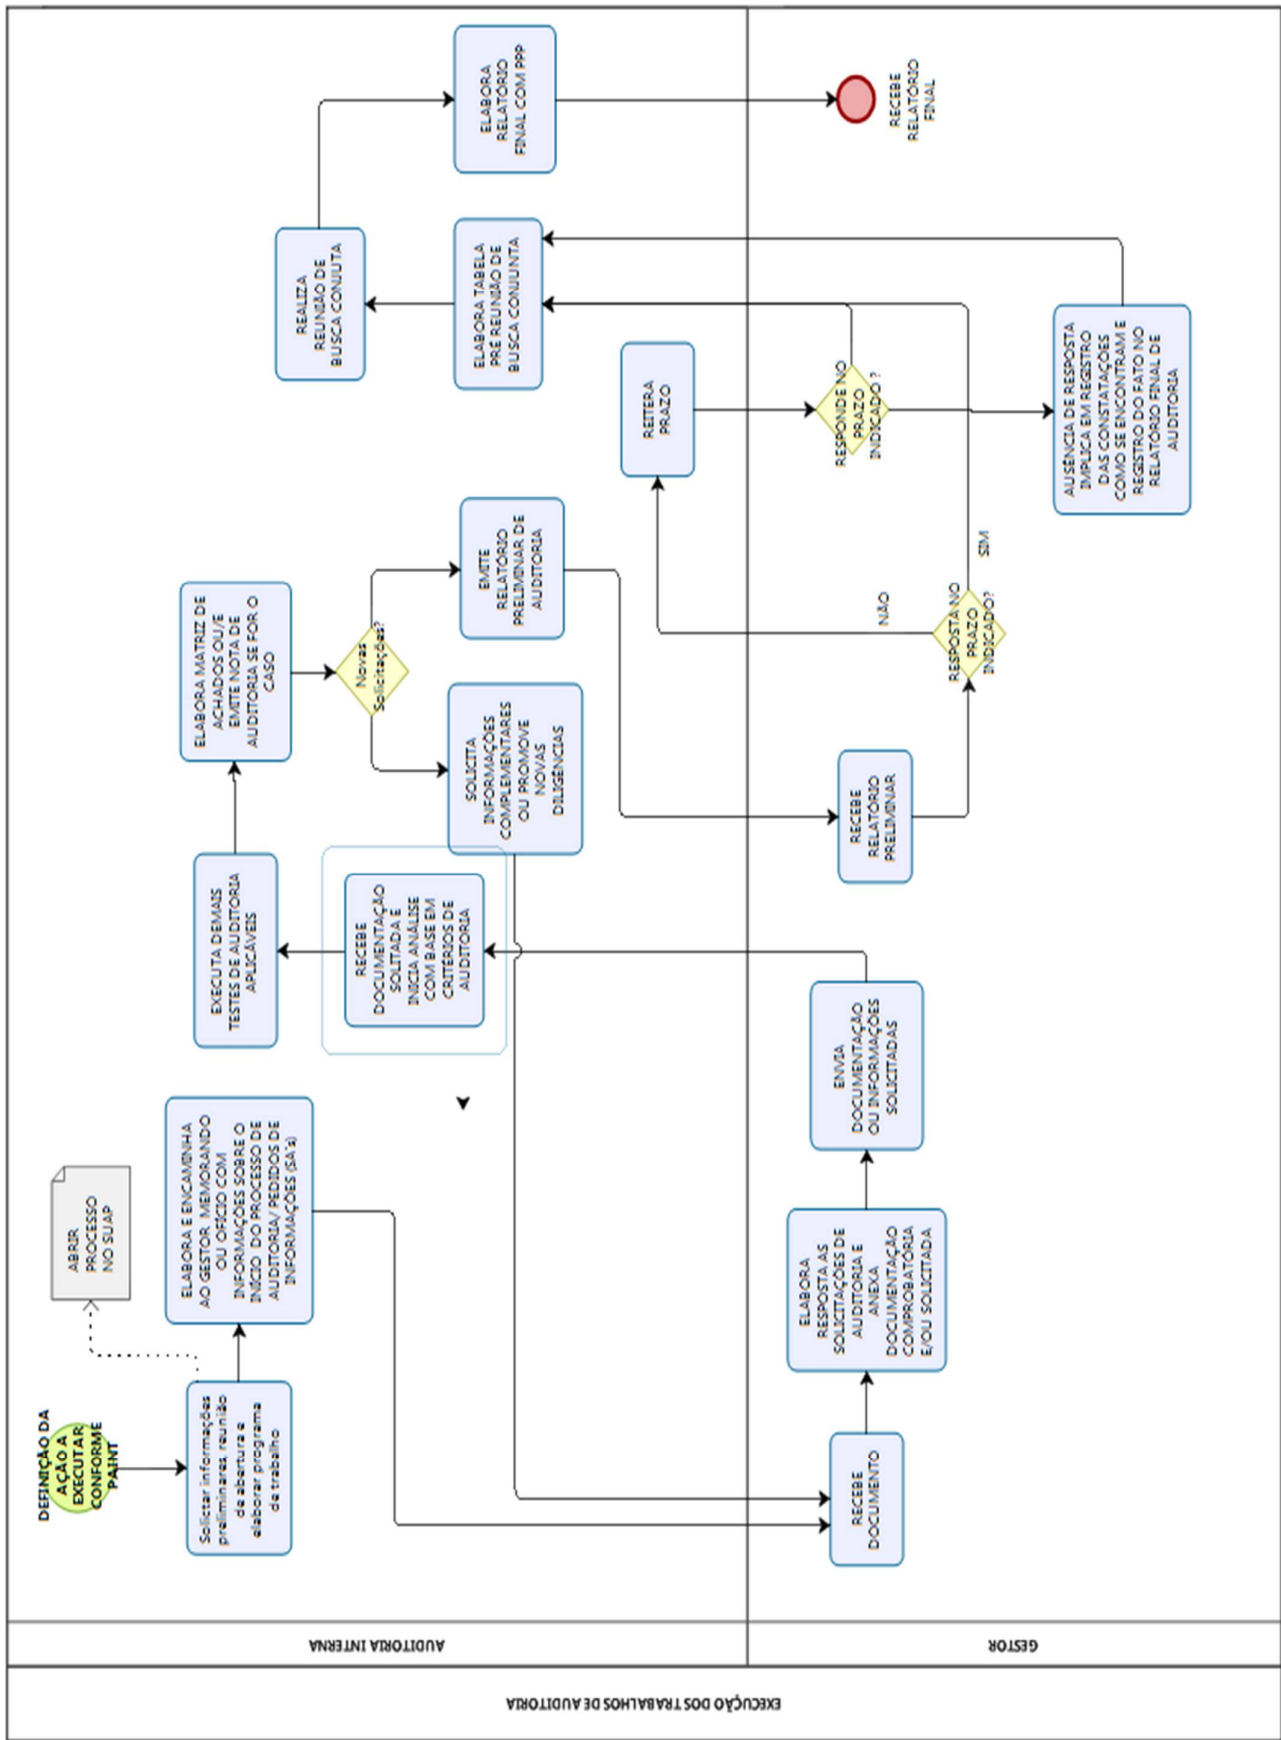 EXECUÇÃO DOS TRABALHOS DE AUDITORIA
AUDITORIA INTERNA
DEFINIÇÃO DA
AÇÃO A
EXECUTAR
CONFORME
PAINT
Solictar informações
preliminares, reunião
de abertura e
elaborar programa
de trabalho
ABRIR
PROCESSO
NO SUAP
ELABORA E ENCAMINHA
AO GESTOR MEMORANDO
OU OFÍCIO COM
INFORMAÇÕES SOBRE O
INÍCIO DO PROCESSO DE
AUDITORIA/ PEDIDOS DE
INFORMAÇÕES (SA´s)
EXECUTA DEMAIS
TESTES DE AUDITORIA
APLICÁVEIS
RECEBE
DOCUMENTAÇÃO
SOLITADA E
INICIA ANÁLISE
COM BASE EM
CRITÉRIOS DE
AUDITORIA
ELABORA MATRIZ DE
ACHADOS OU/E
EMITE NOTA DE
AUDITORIA SE FOR O
CASO
Novas
Solicitações?
SOLICITA
INFORMAÇÕES
COMPLEMENTARES
OU PROMOVE
NOVAS
DILIGÊNCIAS
EMITE
RELATÓRIO
PRELIMINAR DE
AUDITORIA
REITERA
PRAZO
REALIZA
REUNIÃO DE
BUSCA CONJUTA
ELABORA TABELA
PRÉ REUNIÃO DE
BUSCA CONJUNTA
ELABORA
RELATÓRIO
FINAL COM PPP
GESTOR
RECEBE
DOCUMENTO
ELABORA
RESPOSTA AS
SOLICITAÇÕES DE
AUDITORIA E
ANEXA
DOCUMENTAÇÃO
COMPROBATÓRIA
E/OU SOLICITADA
ENVIA
DOCUMENTAÇÃO
OU INFORMAÇÕES
SOLICITADAS
RECEBE
RELATÓRIO
PRELIMINAR
RESPOSTA NO
PRAZO
INDICADO?
NÃO
SIM
RESPONDE NO
PRAZO
INDICADO ?
AUSÊNCIA DE RESPOSTA
IMPLICA EM REGISTRO
DAS CONSTATAÇÕES
COMO SE ENCONTRAM E
REGISTRO DO FATO NO
RELATÓRIO FINAL DE
AUDITORIA
RECEBE
RELATÓRIO
FINAL